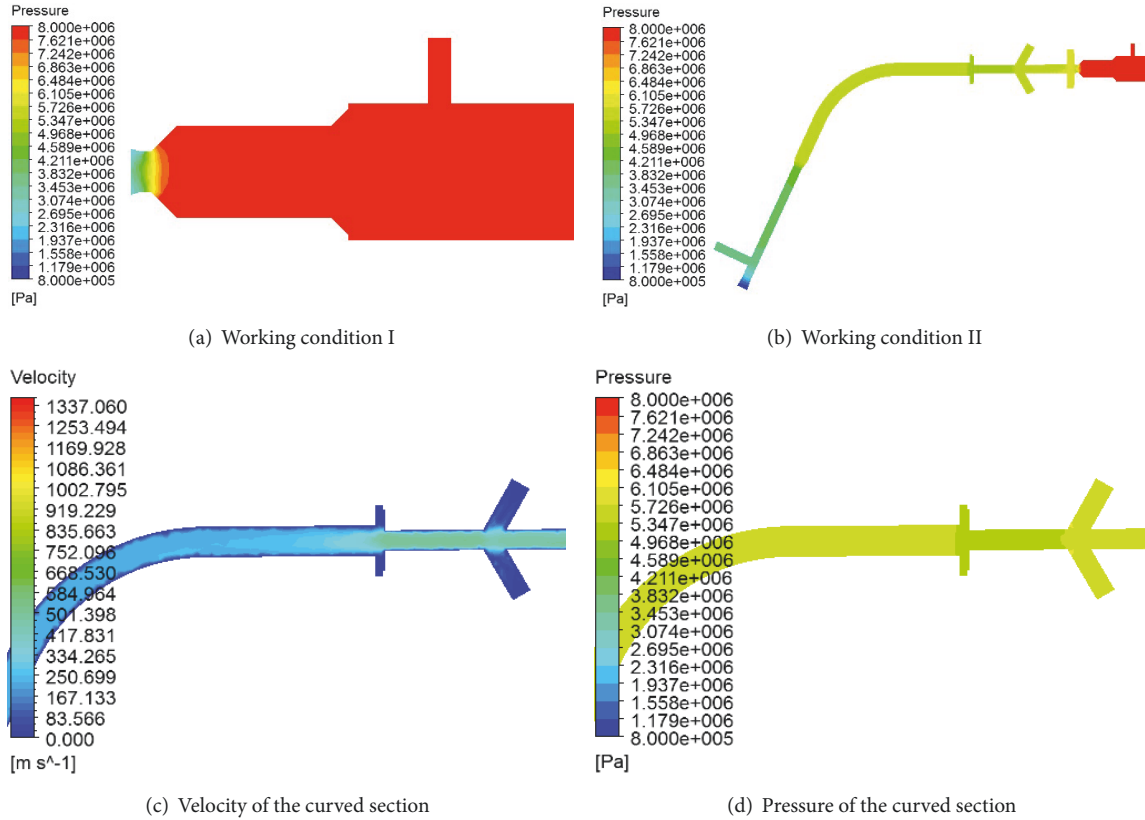 Pressure
8.000e+006
7.621e+006
7.242e+006
6.863e+006
6.484e+006
6.105e+006
5.726e+006
5.347e+006
4.968e+006
4.589e+006
4.211e+006
3.832e+006
3.453e+006
3.074e+006
2.695e+006
2.316e+006
1.937e+006
1.558e+006
1.179e+006
8.000e+005
[Pa]
(a) Working condition I
Pressure
8.000e+006
7.621e+006
7.242e+006
6.863e+006
6.484e+006
6.105e+006
5.726e+006
5.347e+006
4.968e+006
4.589e+006
4.211e+006
3.832e+006
3.453e+006
3.074e+006
2.695e+006
2.316e+006
1.937e+006
1.558e+006
1.179e+006
8.000e+005
[Pa]
(b) Working condition II
Velocity
1337.060
1253.494
1169.928
1086.361
1002.795
919.229
835.663
752.096
668.530
584.964
501.398
417.831
334.265
250.699
167.133
83.566
0.000
[m s^-1]
(c) Velocity of the curved section
Pressure
8.000e+006
7.621e+006
7.242e+006
6.863e+006
6.484e+006
6.105e+006
5.726e+006
5.347e+006
4.968e+006
4.589e+006
4.211e+006
3.832e+006
3.453e+006
3.074e+006
2.695e+006
2.316e+006
1.937e+006
1.558e+006
1.179e+006
8.000e+005
[Pa]
(d) Pressure of the curved section